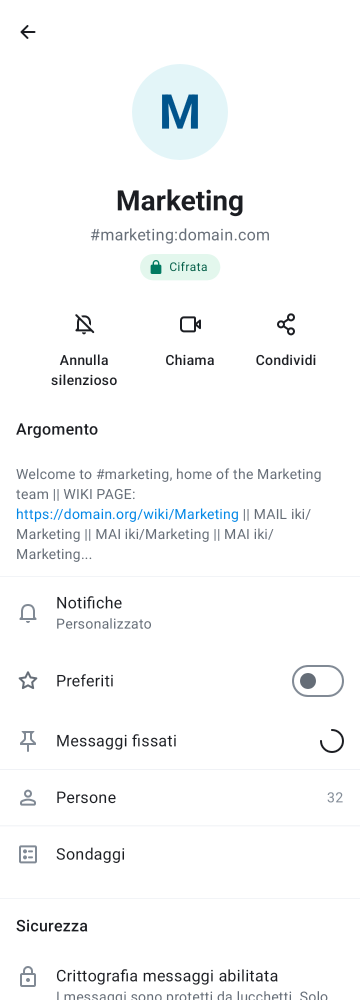 M
Marketing
#marketing:domain.com
Cifrata
Annulla
silenzioso
Chiama
Condividi
Argomento
Welcome to #marketing, home of the Marketing
team || WIKI PAGE:
https://domain.org/wiki/Marketing || MAIL iki/
Marketing || MAI iki/Marketing || MAI iki/
Marketing...
Notifiche
Personalizzato
Preferiti
Messaggi fissati
Persone 32
Sondaggi
Sicurezza
Crittografia messaggi abilitata
I messaggi sono protetti da lucchetti. Solo